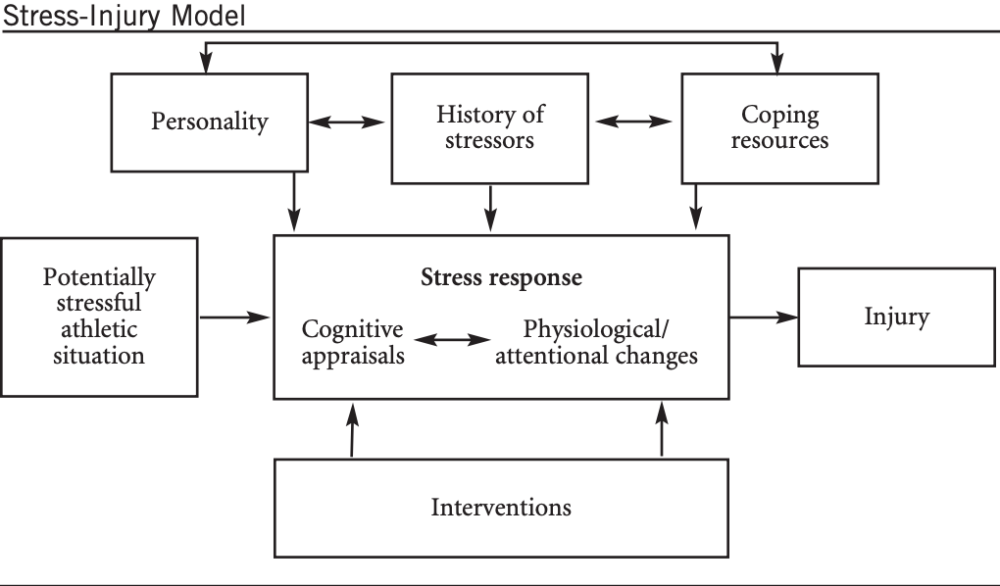 Stress-Injury Model
Personality
History of
stressors
Coping
resources
Potentially
stressful
athletic
situation
Stress response
Cognitive
appraisals
Physiological/
attentional changes
Injury
Interventions